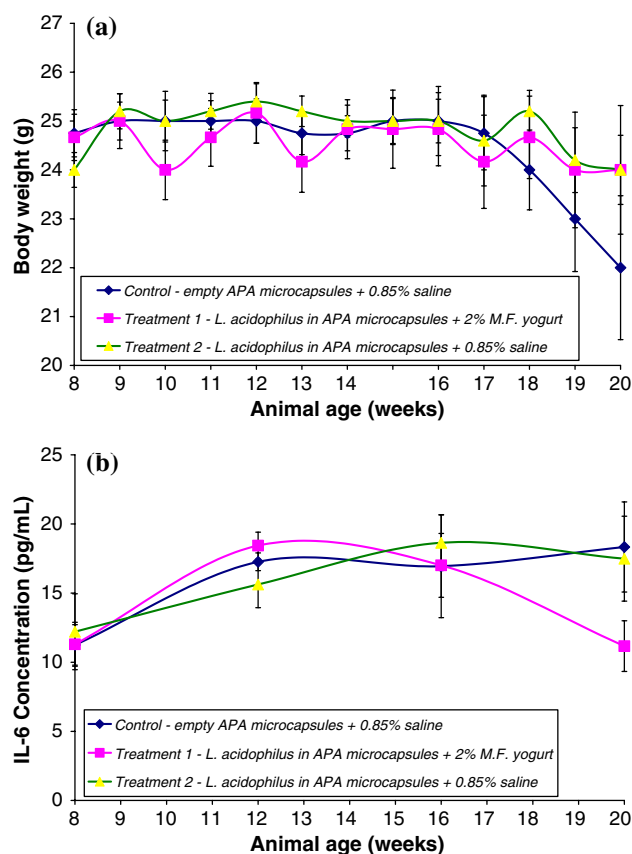 (a)
Body weight (g)
27
26
25
24
23
22
21
20
Control - empty APA microcapsules + 0.85% saline
Treatment 1 - L. acidophilus in APA microcapsules + 2% M.F. yogurt
Treatment 2 - L. acidophilus in APA microcapsules + 0.85% saline
8 9 10 11 12 13 14 15 16 17 18 19 20
Animal age (weeks)
(b)
IL-6 Concentration (pg/mL)
25
20
15
10
5
0
Control - empty APA microcapsules + 0.85% saline
Treatment 1 - L. acidophilus in APA microcapsules + 2% M.F. yogurt
Treatment 2 - L. acidophilus in APA microcapsules + 0.85% saline
8 9 10 11 12 13 14 15 16 17 18 19 20
Animal age (weeks)